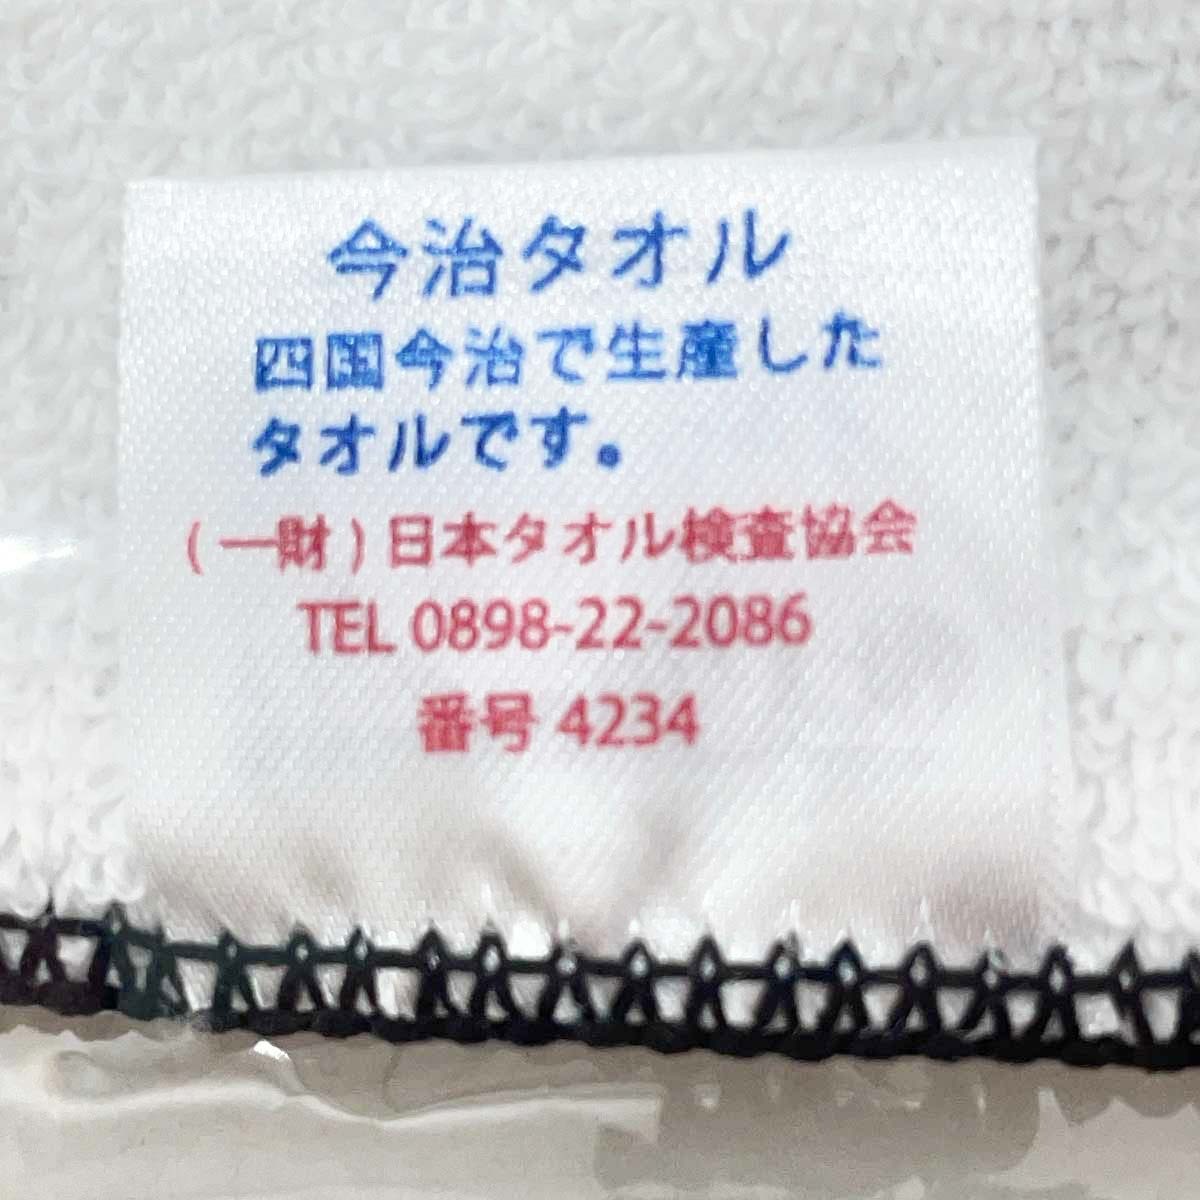 今治タオル
四国今治で生産した
タオルです。
(一財)日本タオル検査協会
TEL 0898-22-2086
番号 4234